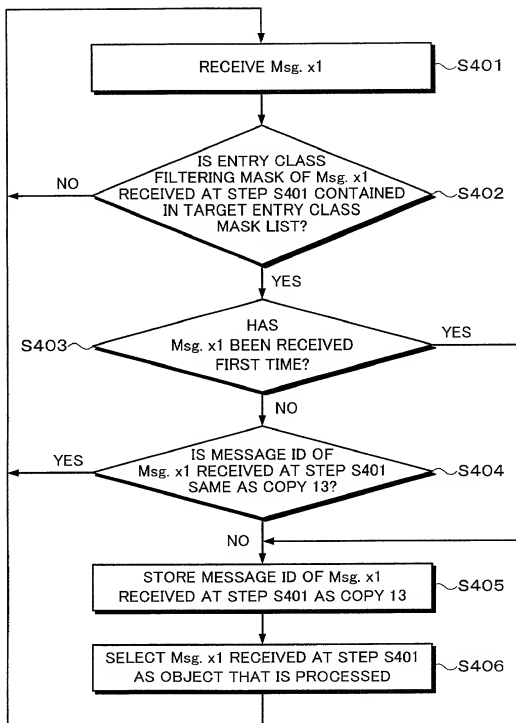 RECEIVE Msg. x1
S401
IS ENTRY CLASS
FILTERING MASK OF Msg. x1
RECEIVED AT STEP S401 CONTAINED
IN TARGET ENTRY CLASS
MASK LIST?
NO
S402
YES
HAS
Msg. x1 BEEN RECEIVED
FIRST TIME?
S403
YES
NO
IS MESSAGE ID OF
Msg. x1 RECEIVED AT STEP S401
SAME AS COPY 13?
YES
S404
NO
STORE MESSAGE ID OF Msg. x1
RECEIVED AT STEP S401 AS COPY 13
S405
SELECT Msg. x1 RECEIVED AT STEP S401
AS OBJECT THAT IS PROCESSED
S406